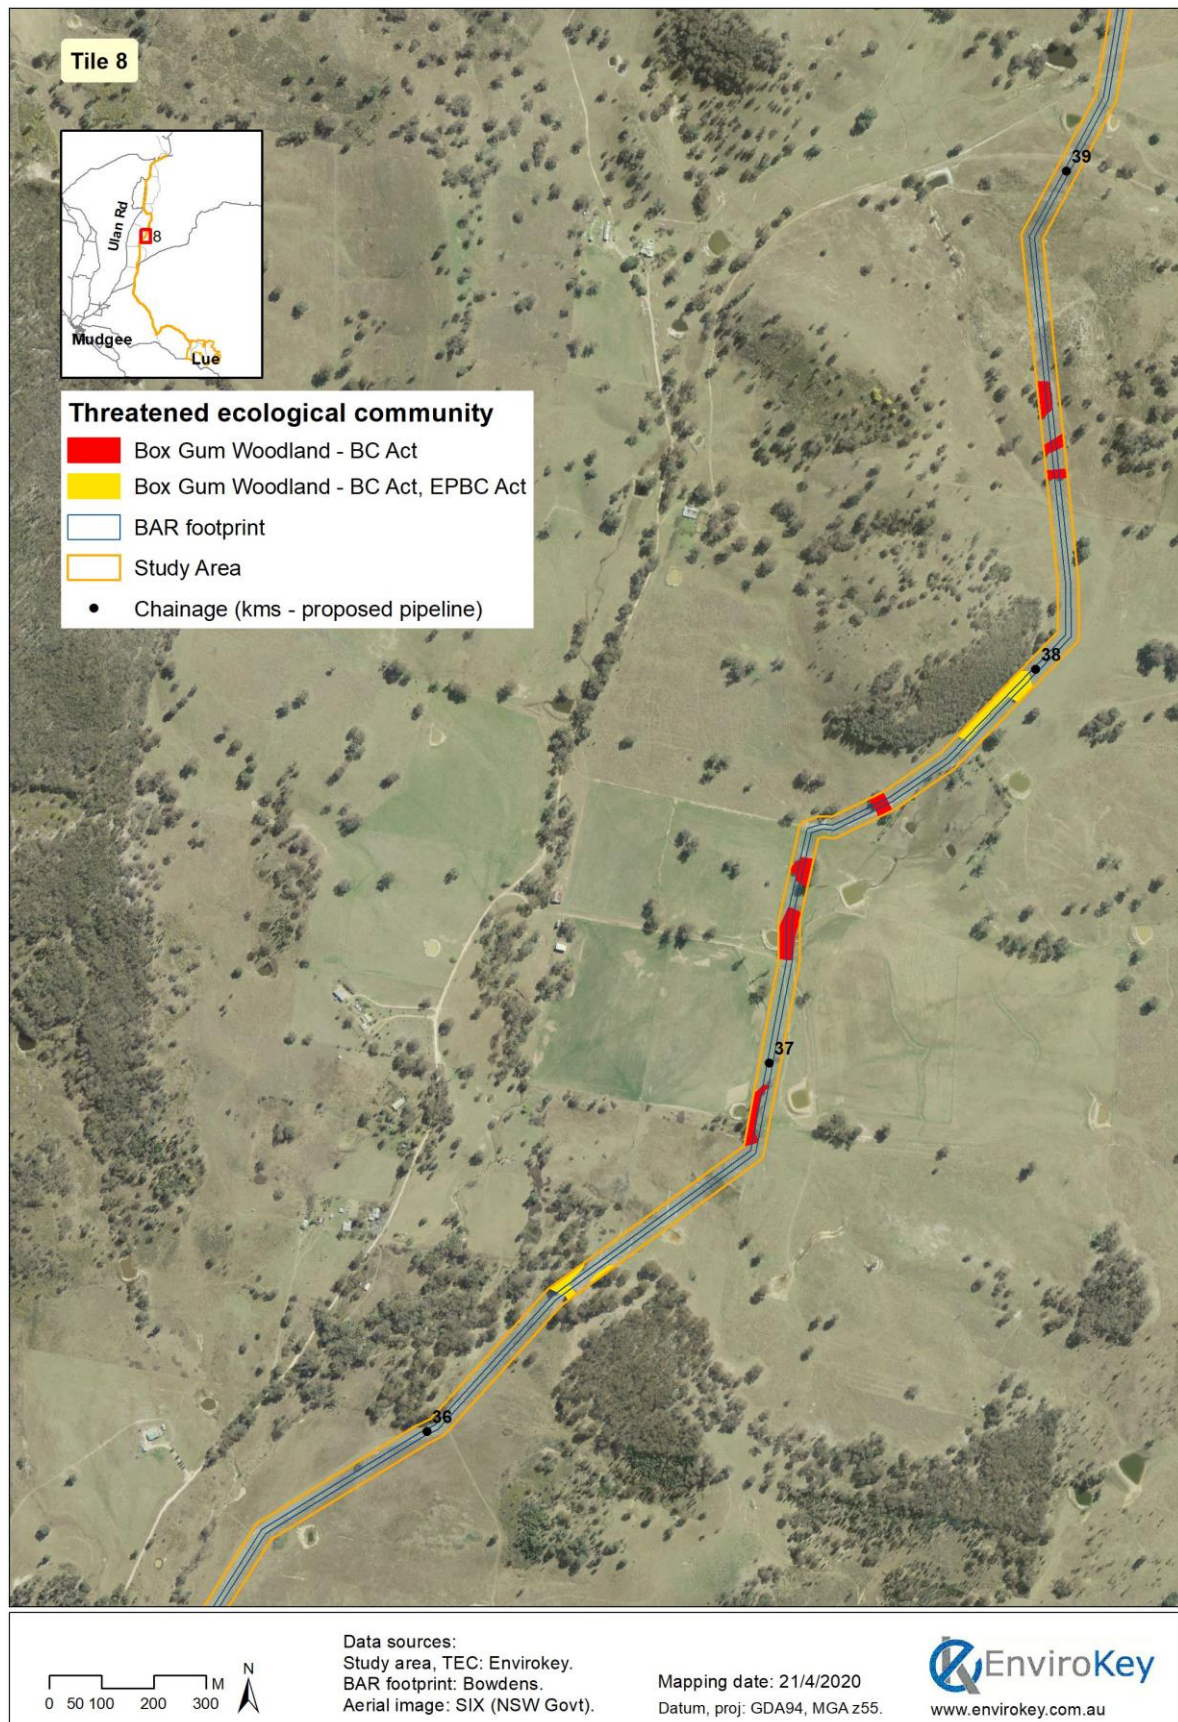 Tile 8
Ulan Rd
8
Mudgee
Lue
Threatened ecological community
Box Gum Woodland - BC Act
Box Gum Woodland - BC Act, EPBC Act
BAR footprint
Study Area
Chainage (kms - proposed pipeline)
39
38
37
36
0 50 100 200 300 M
N
Data sources:
Study area, TEC: Envirokey.
BAR footprint: Bowdens.
Aerial image: SIX (NSW Govt).
Mapping date: 21/4/2020
Datum, proj: GDA94, MGA z55.
EnviroKey
www.envirokey.com.au